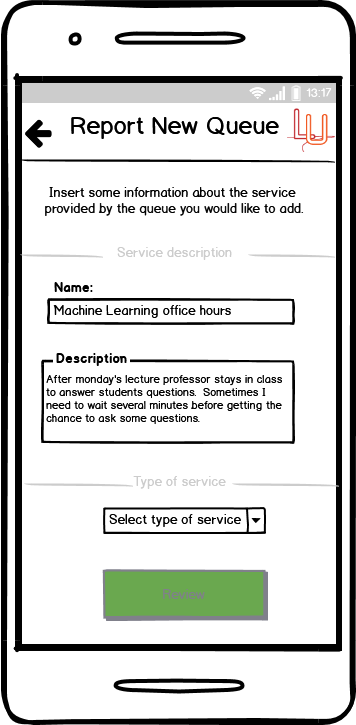 13:17
Report New Queue
LU
Insert some information about the service
provided by the queue you would like to add.
Service description
Name:
Machine Learning office hours
Description
After monday's lecture professor stays in class
to answer students questions. Sometimes I
need to wait several minutes before getting the
chance to ask some questions.
Type of service
Select type of service
Review